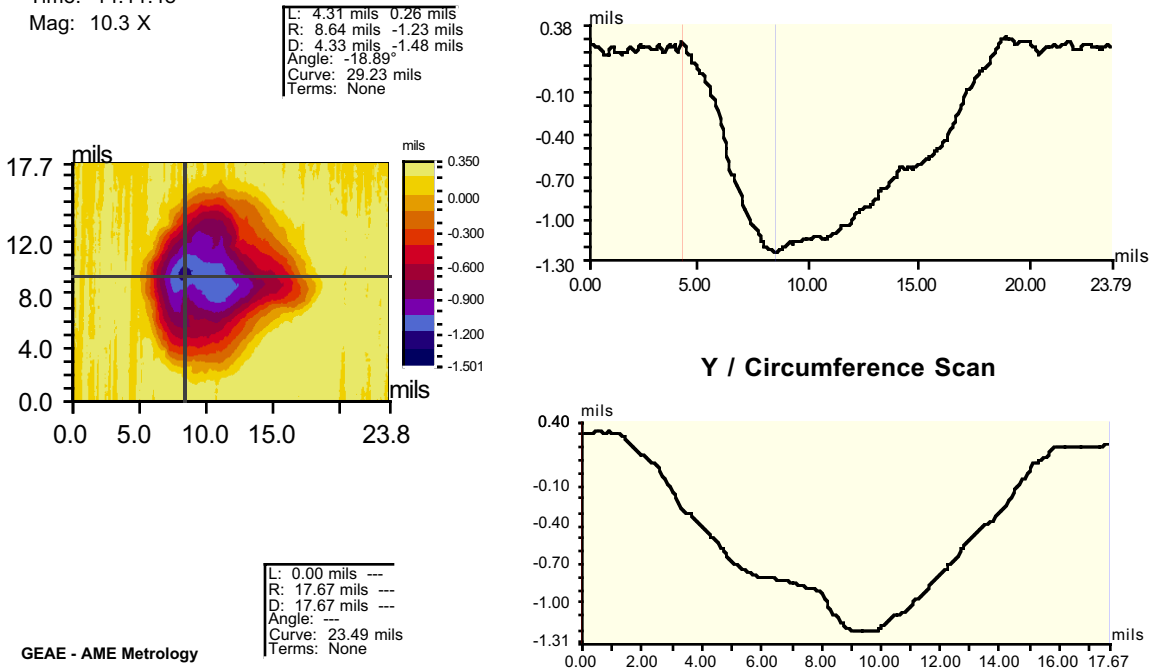 Mag: 10.3 X
L: 4.31 mils 0.26 mils
R: 8.64 mils -1.23 mils
D: 4.33 mils -1.48 mils
Angle: -18.89°
Curve: 29.23 mils
Terms: None
mils
0.38
-0.10
-0.40
-0.70
-1.00
-1.30
0.00 5.00 10.00 15.00 20.00 23.79
mils
mils
17.7
12.0
8.0
4.0
0.0
0.0 5.0 10.0 15.0 23.8
mils
mils
0.350
0.000
-0.300
-0.600
-0.900
-1.200
-1.501
Y / Circumference Scan
mils
0.40
-0.10
-0.40
-0.70
-1.00
-1.31
0.00 2.00 4.00 6.00 8.00 10.00 12.00 14.00 16.00 17.67
mils
L: 0.00 mils ---
R: 17.67 mils ---
D: 17.67 mils ---
Angle: ---
Curve: 23.49 mils
Terms: None
GEAE - AME Metrology